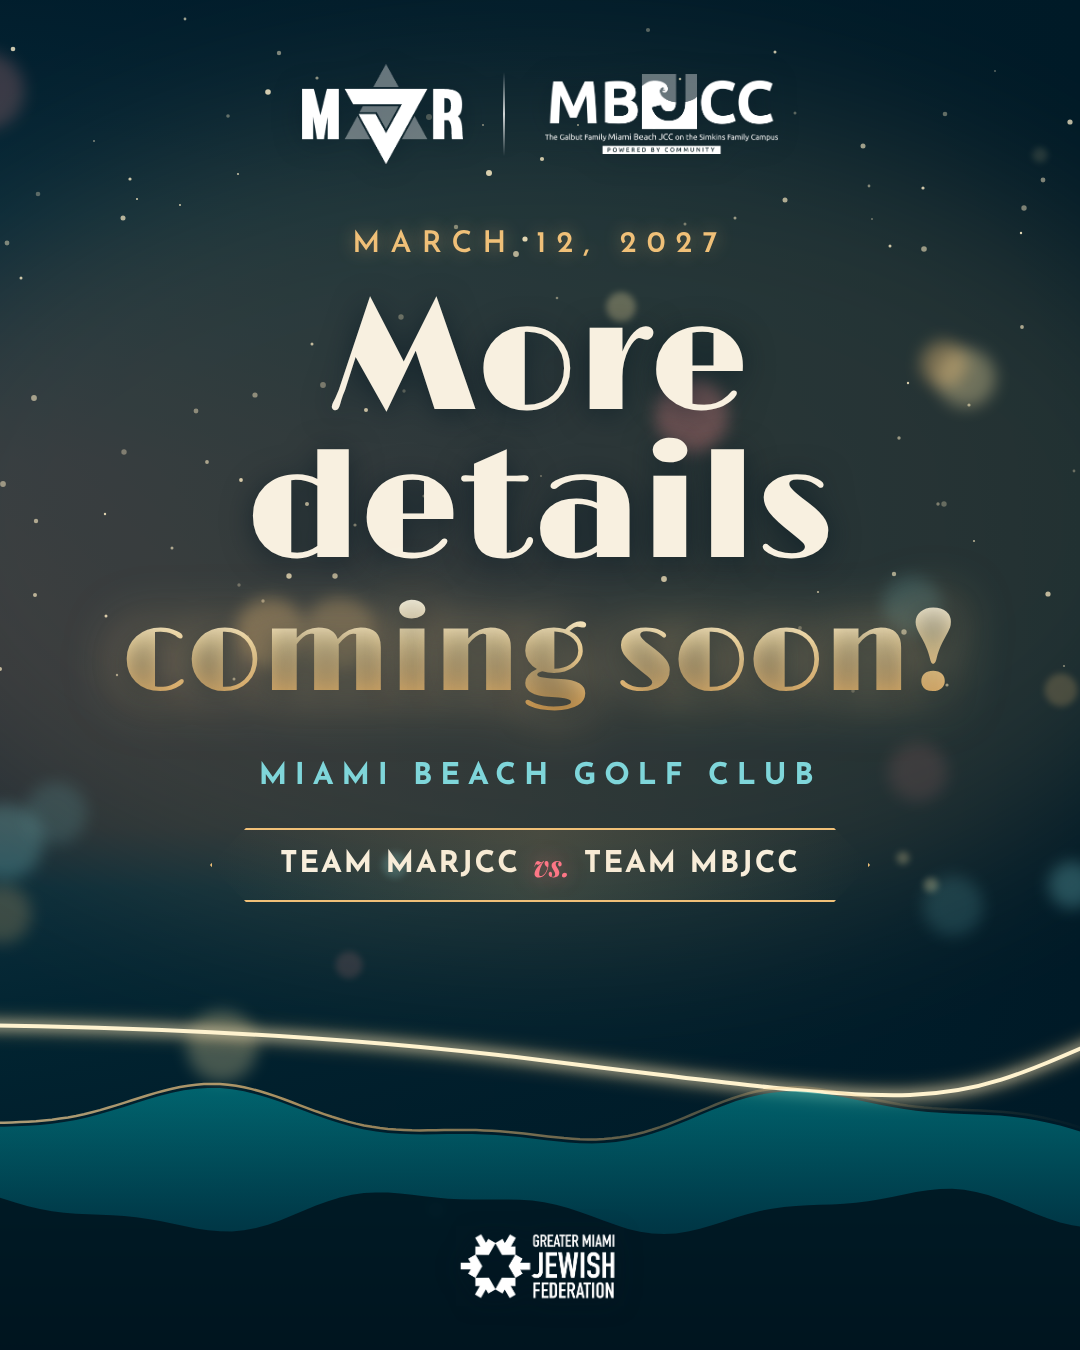 MAR
MBJCC
The Galbut Family Miami Beach JCC on the Simkins Family Campus
POWERED BY COMMUNITY
MARCH 12, 2027
More
details
coming soon!
MIAMI BEACH GOLF CLUB
TEAM MARJCC vs. TEAM MBJCC
GREATER MIAMI
JEWISH
FEDERATION